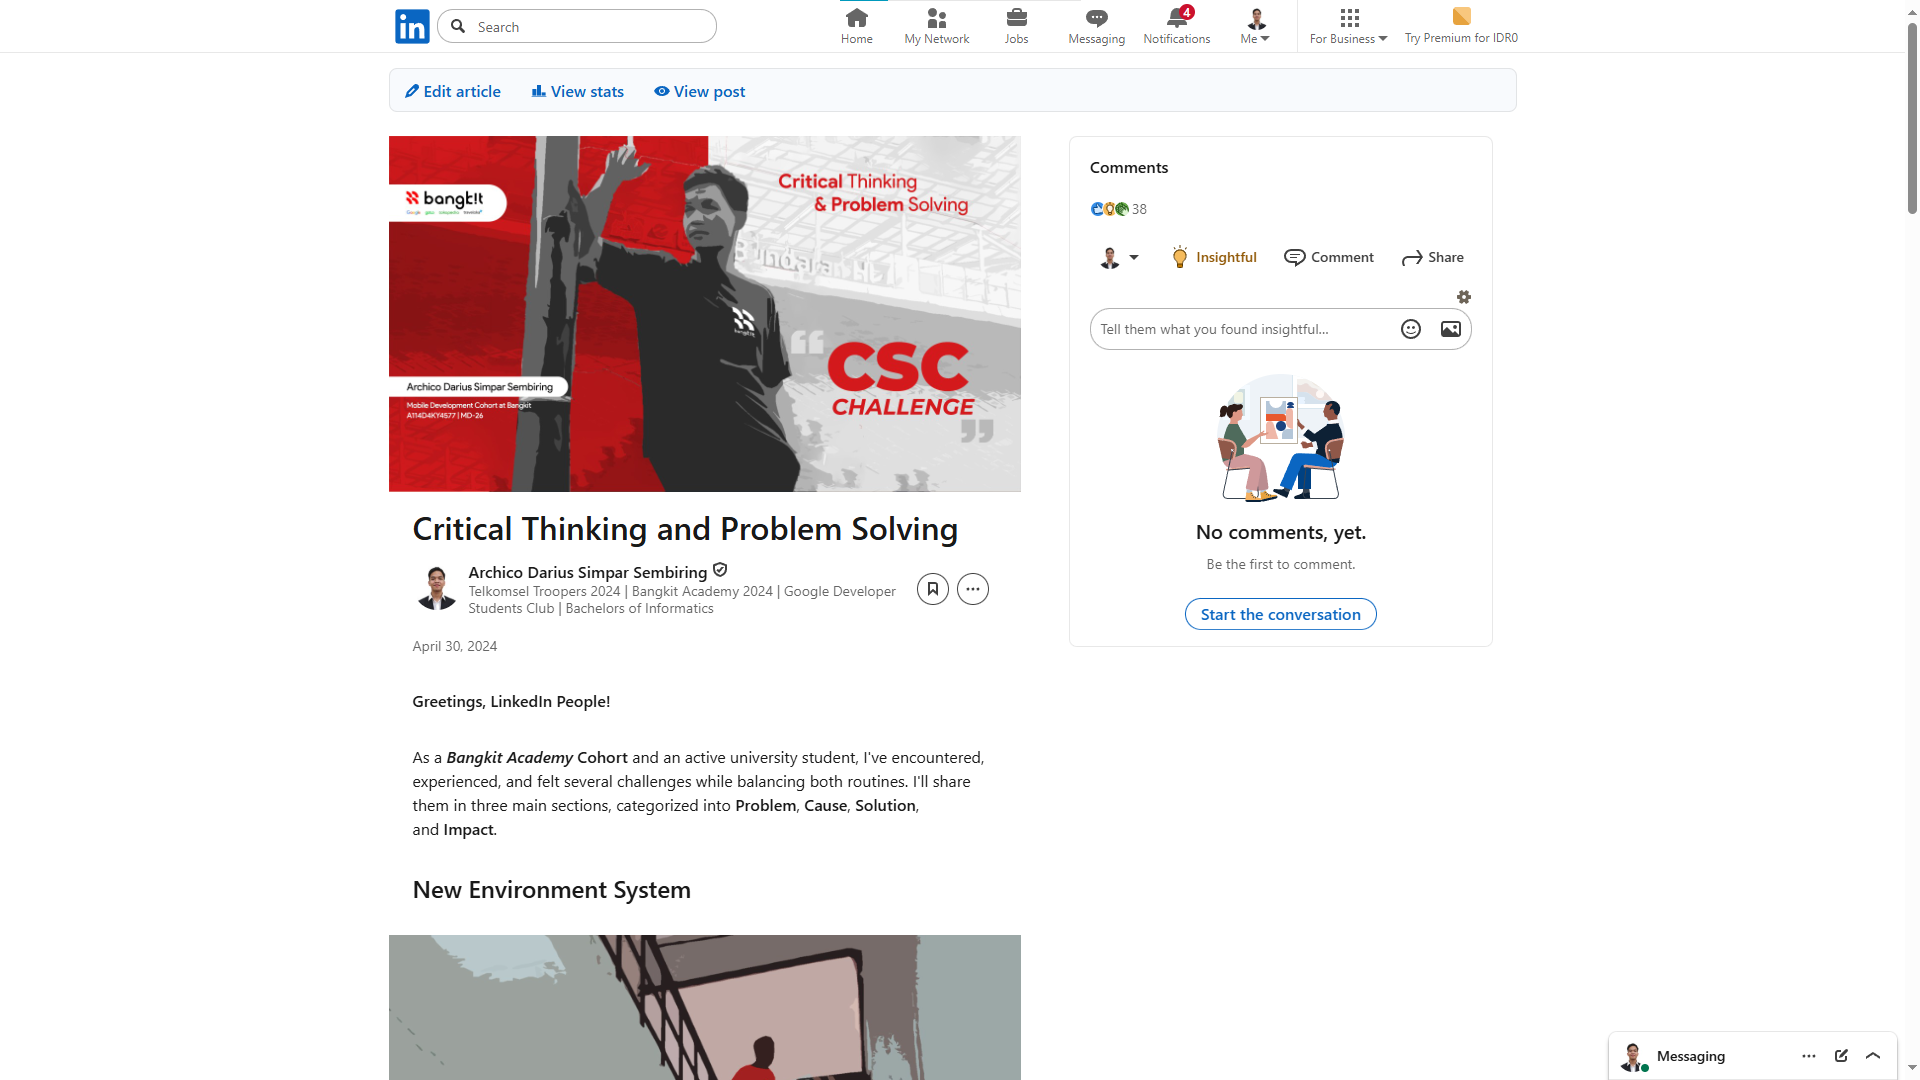 in
Search
Home
My Network
Jobs
Messaging
4
Notifications
Me
For Business
Try Premium for IDR0
Edit article
View stats
View post
bangk!t
Critical Thinking
& Problem Solving
Bundaran H
bangk!t
“CSC
CHALLENGE”
Archico Darius Simpar Sembiring
Mobile Development Cohort at Bangkit
A114D4KY4577 | MD-26
Critical Thinking and Problem Solving
Archico Darius Simpar Sembiring
Telkomsel Troopers 2024 | Bangkit Academy 2024 | Google Developer
Students Club | Bachelors of Informatics
April 30, 2024
Greetings, LinkedIn People!
As a Bangkit Academy Cohort and an active university student, I've encountered,
experienced, and felt several challenges while balancing both routines. I'll share
them in three main sections, categorized into Problem, Cause, Solution,
and Impact.
New Environment System
Comments
38
Insightful
Comment
Share
Tell them what you found insightful...
No comments, yet.
Be the first to comment.
Start the conversation
Messaging